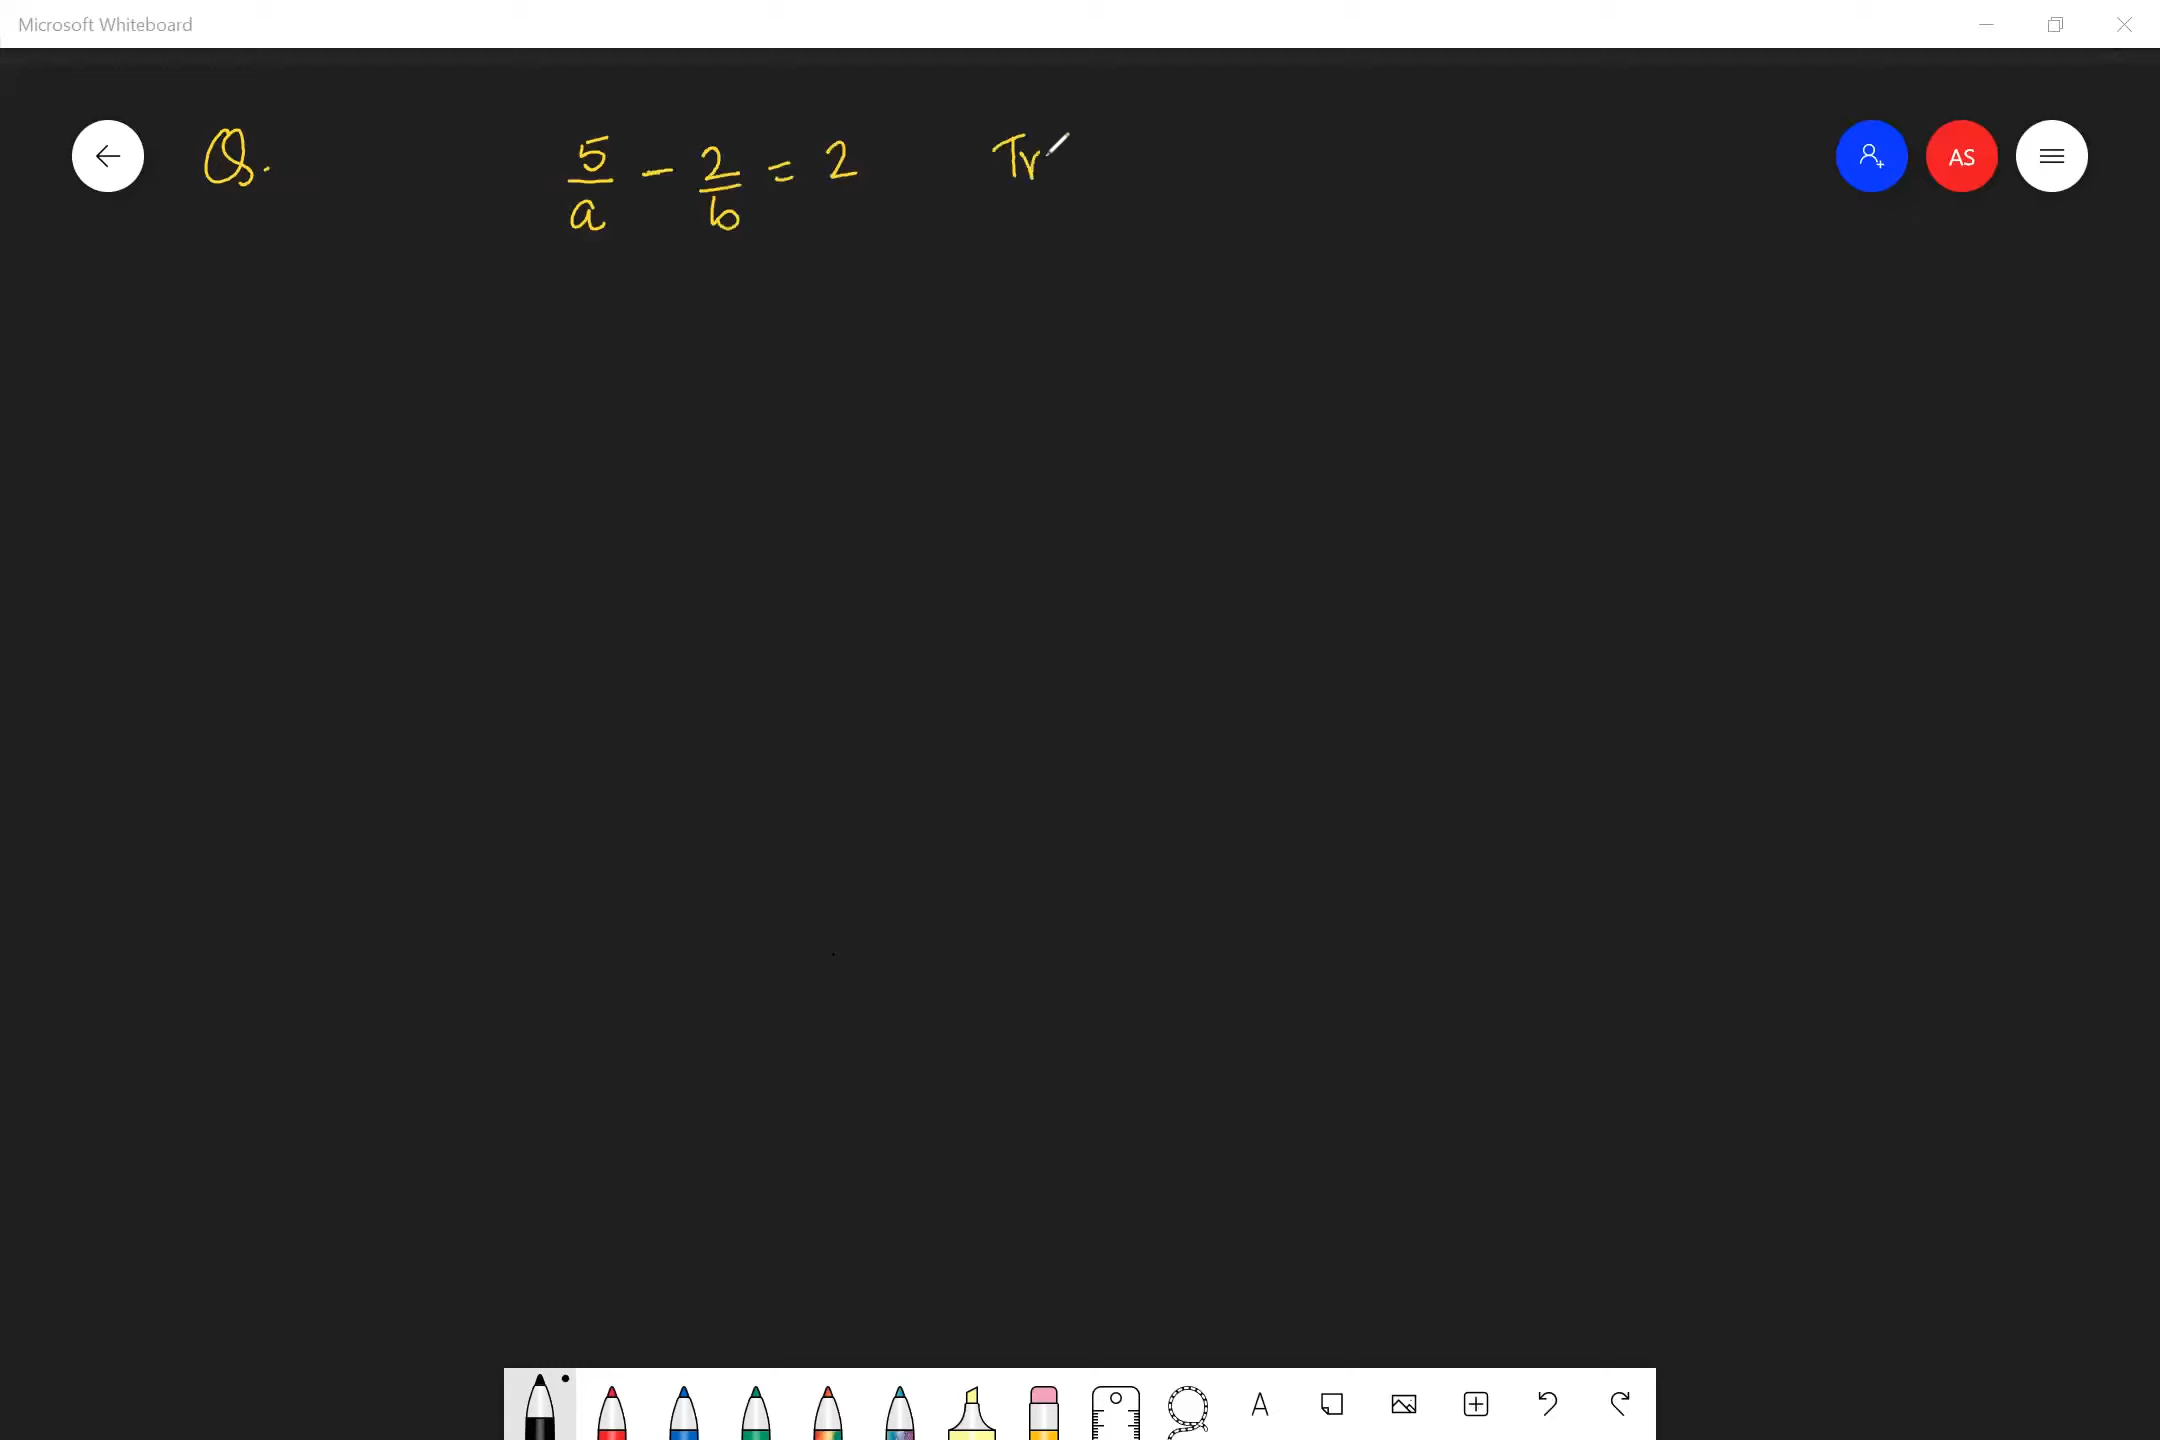 Microsoft Whiteboard
Q. 5/a - 2/b = 2 Tr
AS
A